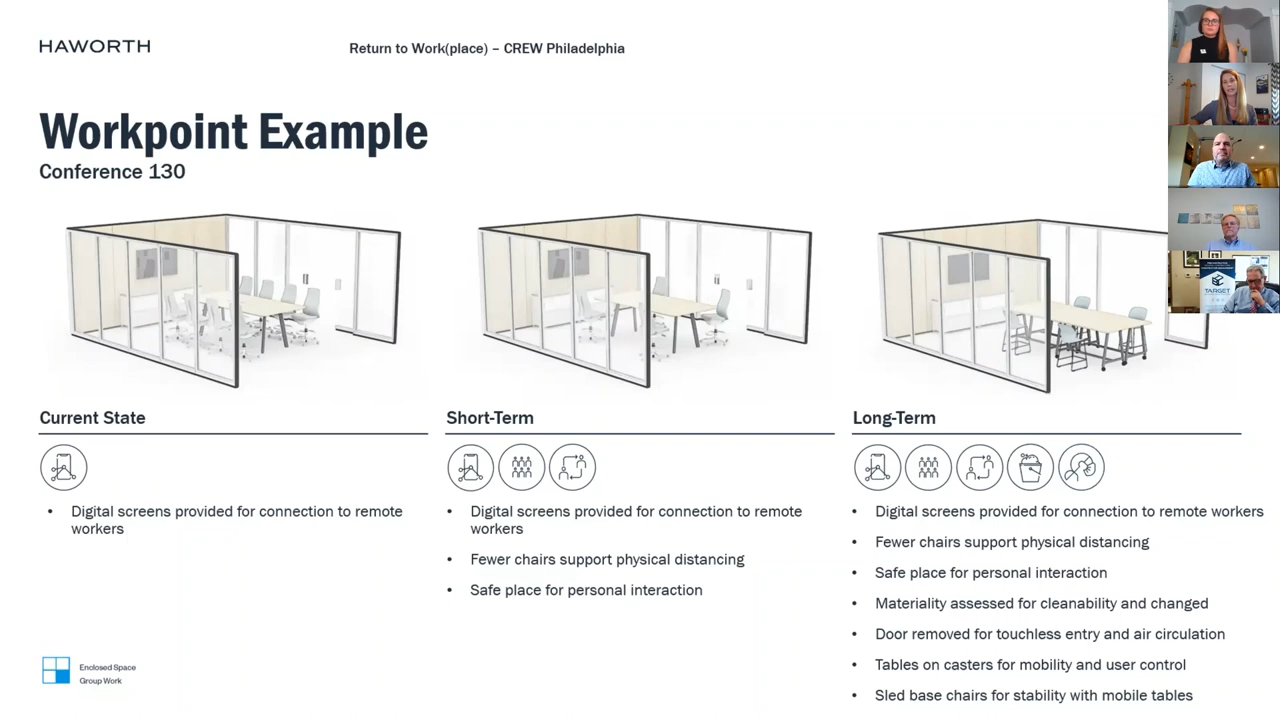 HAWORTH
Return to Work(place) – CREW Philadelphia
Workpoint Example
Conference 130
Current State
• Digital screens provided for connection to remote
workers
Short-Term
• Digital screens provided for connection to remote
workers
• Fewer chairs support physical distancing
• Safe place for personal interaction
Long-Term
• Digital screens provided for connection to remote workers
• Fewer chairs support physical distancing
• Safe place for personal interaction
• Materiality assessed for cleanability and changed
• Door removed for touchless entry and air circulation
• Tables on casters for mobility and user control
• Sled base chairs for stability with mobile tables
Enclosed Space
Group Work
TARGET